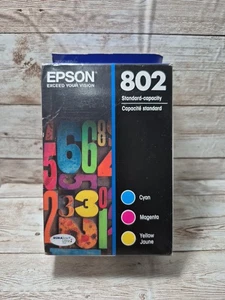 EPSON
EXCEED YOUR VISION
802
Standard-capacity
Capacité standard
Cyan
Magenta
Yellow
Jaune